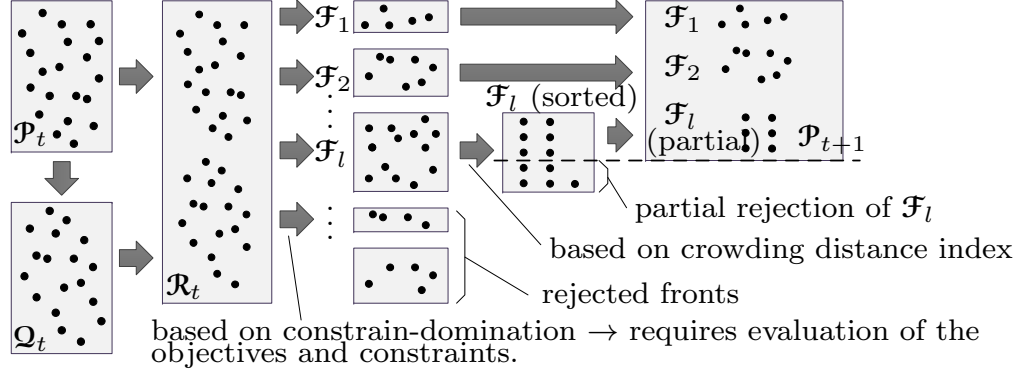 𝓕₁
𝓕₁
𝓕₂
𝓕₂
𝓕ₗ (sorted)
𝓕ₗ
(partial)
𝓟ₜ
𝓕ₗ
𝓟ₜ₊₁
partial rejection of 𝓕ₗ
based on crowding distance index
𝓡ₜ
rejected fronts
𝓠ₜ
based on constrain-domination → requires evaluation of the
objectives and constraints.